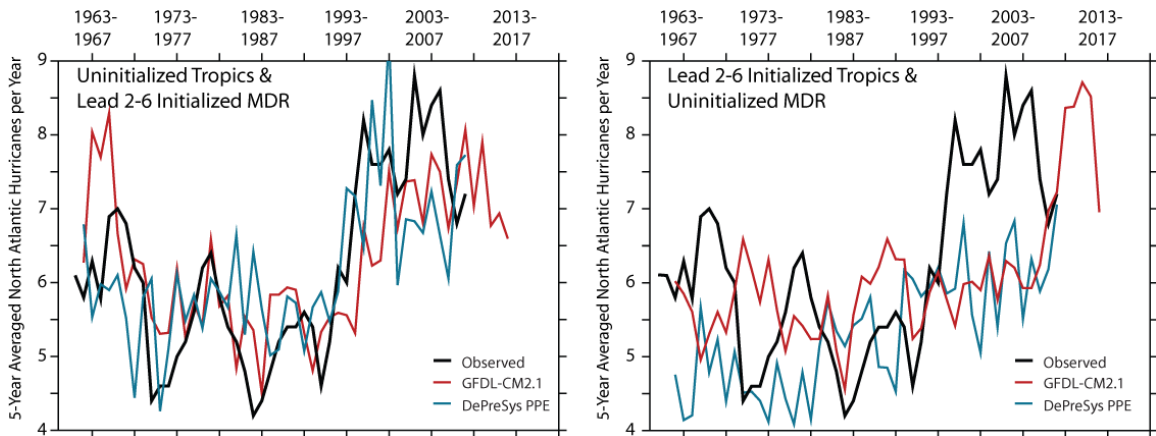 1963- 1973- 1983- 1993- 2003- 2013-
1967 1977 1987 1997 2007 2017
5-Year Averaged North Atlantic Hurricanes per Year
9
8
7
6
5
4
Uninitialized Tropics &
Lead 2-6 Initialized MDR
Observed
GFDL-CM2.1
DePreSys PPE
1963- 1973- 1983- 1993- 2003- 2013-
1967 1977 1987 1997 2007 2017
5-Year Averaged North Atlantic Hurricanes per Year
9
8
7
6
5
4
Lead 2-6 Initialized Tropics &
Uninitialized MDR
Observed
GFDL-CM2.1
DePreSys PPE